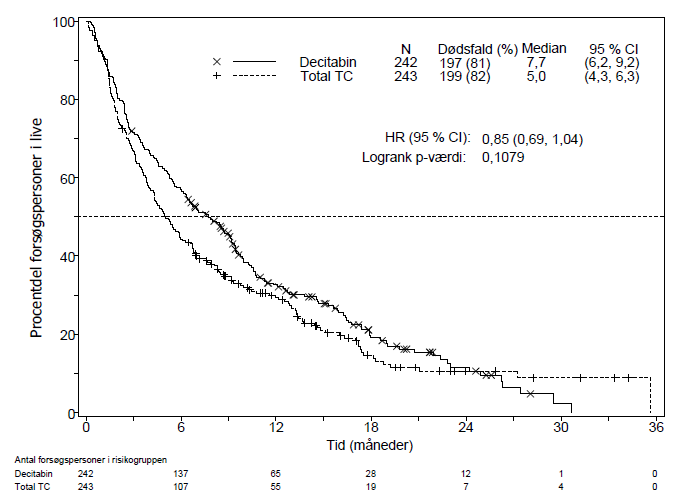 N Dødsfald (%) Median 95 % CI
Decitabin 242 197 (81) 7,7 (6,2, 9,2)
Total TC 243 199 (82) 5,0 (4,3, 6,3)
HR (95 % CI): 0,85 (0,69, 1,04)
Logrank p-værdi: 0,1079
Procentdel forsøgspersoner i live
100
80
60
40
20
0
0 6 12 18 24 30 36
Tid (måneder)
Antal forsøgspersoner i risikogruppen
Decitabin 242 137 65 28 12 1 0
Total TC 243 107 55 19 7 4 0